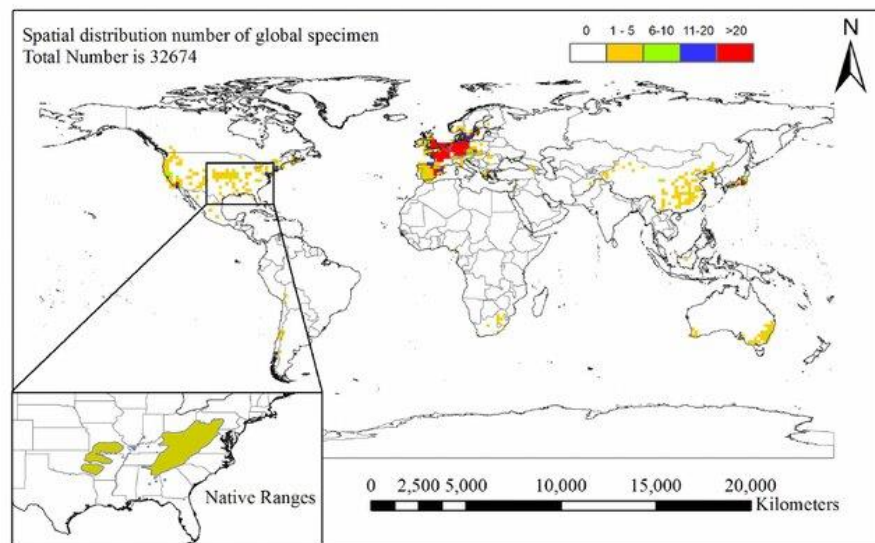 Spatial distribution number of global specimen
Total Number is 32674
0 1 - 5 6-10 11-20 >20
N
Native Ranges
0 2,500 5,000 10,000 15,000 20,000
Kilometers